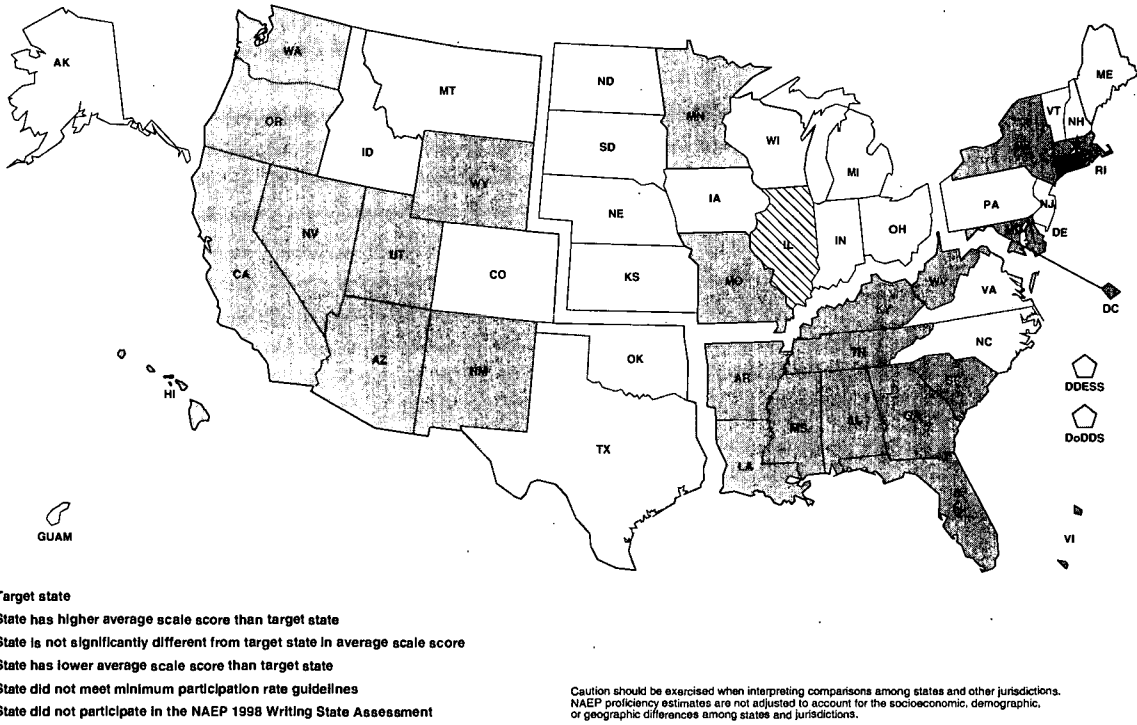 AK
WA
MT
ND
MN
ME
VT
NH
OR
ID
SD
WI
MI
WY
RI
IA
PA
NJ
NE
NV
UT
IL
IN
OH
DE
CA
CO
KS
MO
WV
VA
DC
KY
NC
TN
AZ
NM
OK
AR
DDESS
HI
MS
AL
GA
DoDDS
TX
LA
GUAM
VI
Target state
State has higher average scale score than target state
State is not significantly different from target state in average scale score
State has lower average scale score than target state
State did not meet minimum participation rate guidelines
State did not participate in the NAEP 1998 Writing State Assessment
Caution should be exercised when interpreting comparisons among states and other jurisdictions.
NAEP proficiency estimates are not adjusted to account for the socioeconomic, demographic,
or geographic differences among states and jurisdictions.